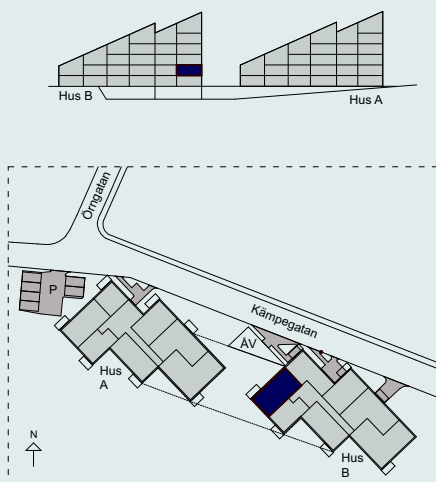 Hus B
Hus A
Örngatan
P
Kämpegatan
ÅV
Hus
A
N
Hus
B